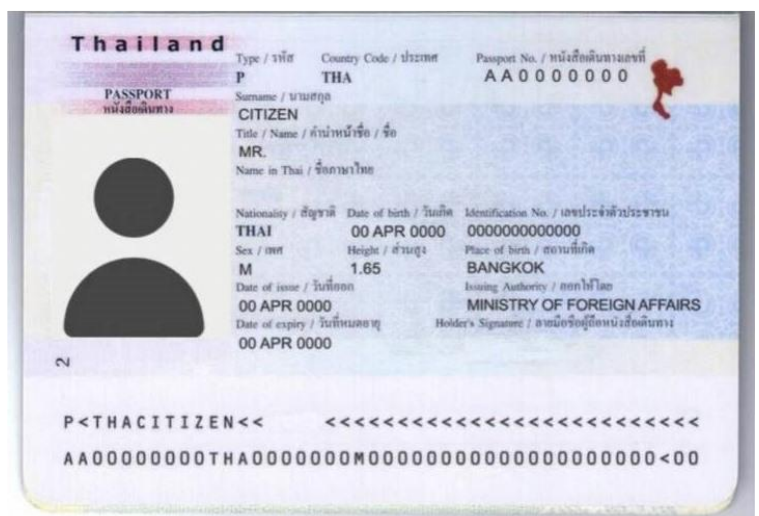 Thailand
PASSPORT
หนังสือเดินทาง
Type / รหัส Country Code / ประเทศ Passport No. / หนังสือเดินทางเลขที่
P THA AA0000000
Surname / นามสกุล
CITIZEN
Title / Name / คำนำหน้าชื่อ / ชื่อ
MR.
Name in Thai / ชื่อภาษาไทย
Nationality / สัญชาติ Date of birth / วันเกิด Identification No. / เลขประจำตัวประชาชน
THAI 00 APR 0000 0000000000000
Sex / เพศ Height / ส่วนสูง Place of birth / สถานที่เกิด
M 1.65 BANGKOK
Date of issue / วันที่ออก Issuing Authority / ออกให้โดย
00 APR 0000 MINISTRY OF FOREIGN AFFAIRS
Date of expiry / วันที่หมดอายุ Holder's Signature / ลายมือชื่อผู้ถือหนังสือเดินทาง
00 APR 0000
2
P<THACITIZEN<< <<<<<<<<<<<<<<<<<<<<<<<<<<
AA00000000THA0000000M0000000000000000000000<00